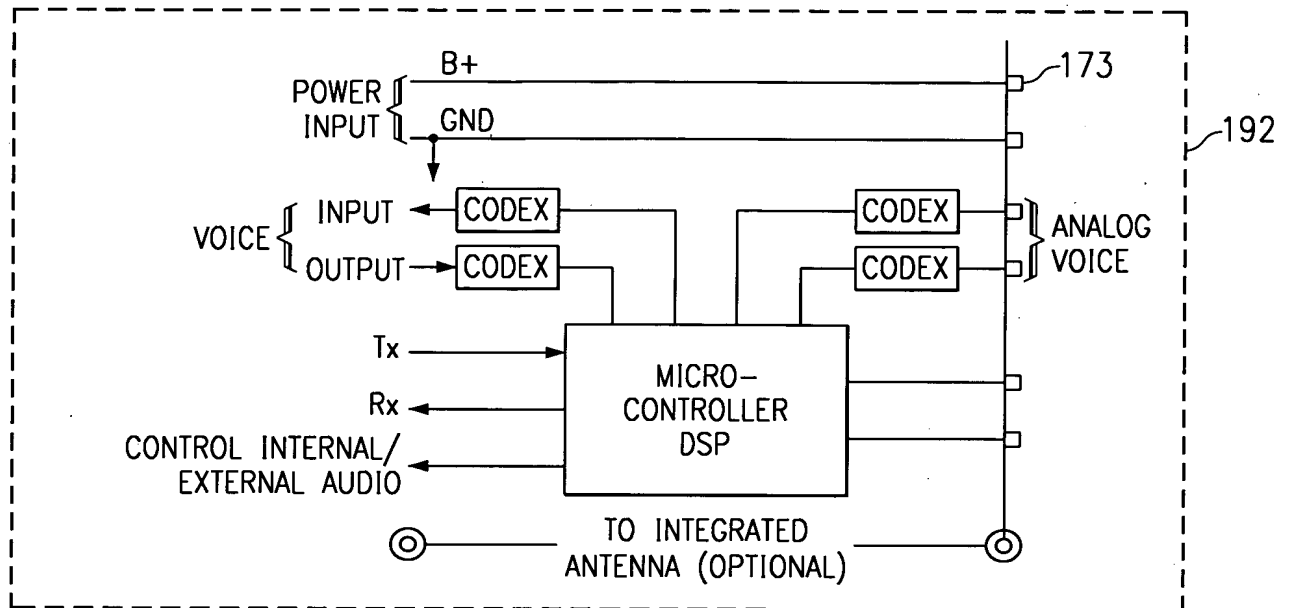 B+
173
POWER
INPUT
GND
192
INPUT
CODEX
CODEX
VOICE
ANALOG
VOICE
OUTPUT
CODEX
CODEX
Tx
MICRO-
CONTROLLER
DSP
Rx
CONTROL INTERNAL/
EXTERNAL AUDIO
TO INTEGRATED
ANTENNA (OPTIONAL)